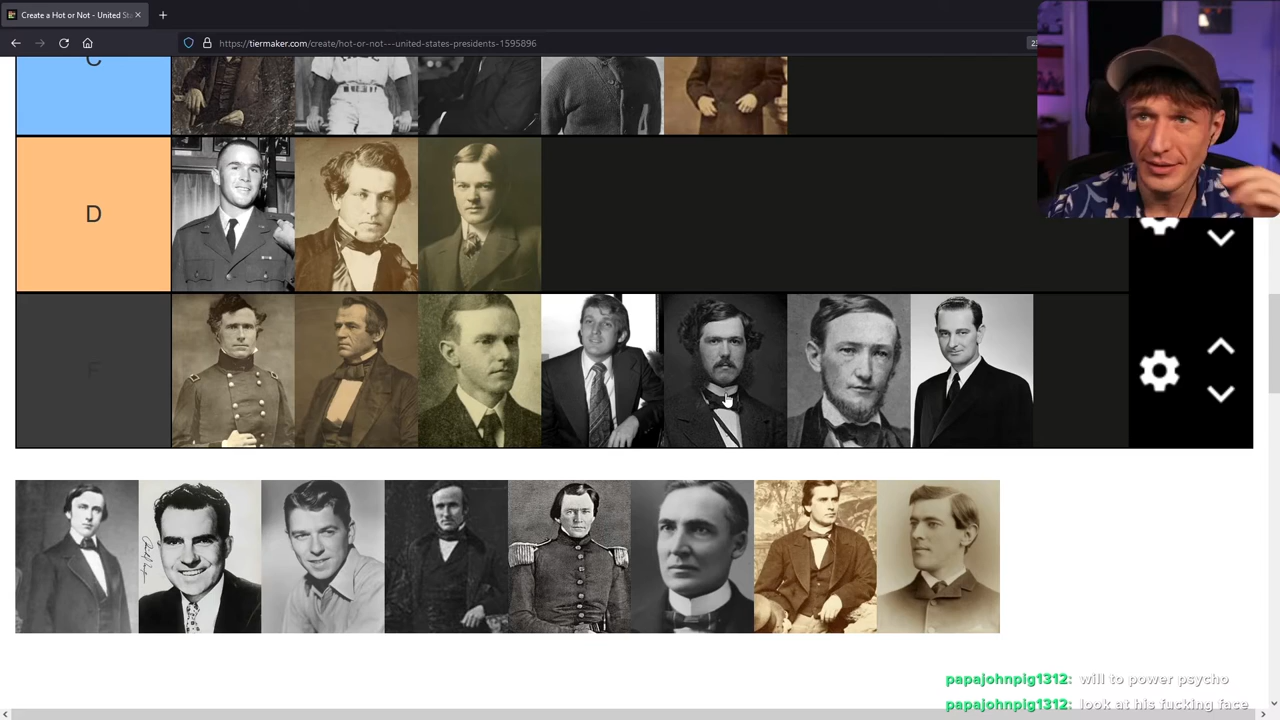 Create a Hot or Not - United St
https://tiermaker.com/create/hot-or-not---united-states-presidents-1595896
C
D
F
papajohnpig1312: will to power psycho
papajohnpig1312: look at his fucking face